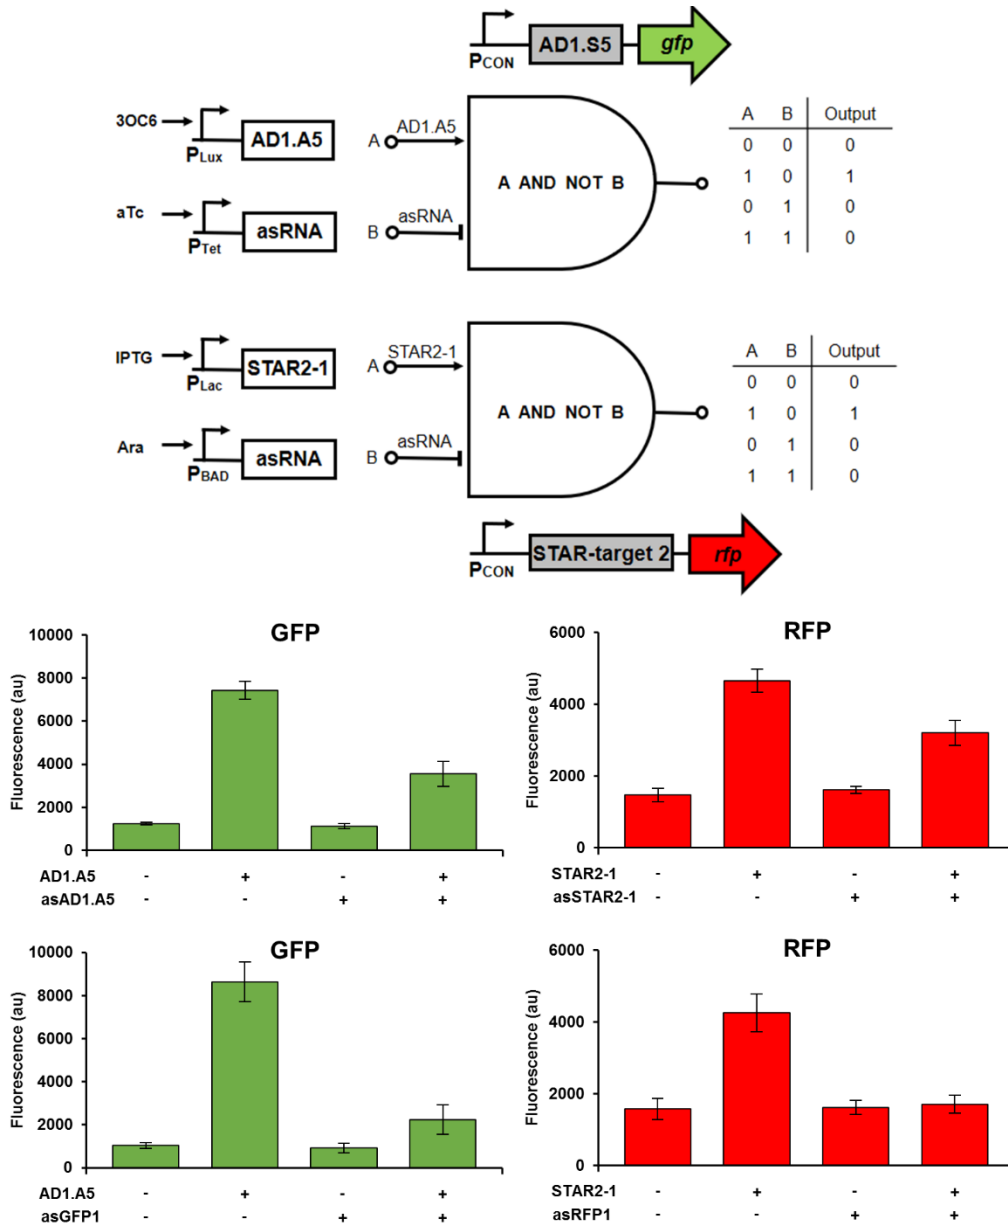 PCON AD1.S5 gfp
3OC6 PLux AD1.A5
A AD1.A5
aTc PTet asRNA
B asRNA
A AND NOT B
A B Output
0 0 0
1 0 1
0 1 0
1 1 0
IPTG PLac STAR2-1
A STAR2-1
Ara PBAD asRNA
B asRNA
A AND NOT B
A B Output
0 0 0
1 0 1
0 1 0
1 1 0
PCON STAR-target 2 rfp
GFP
Fluorescence (au)
10000
8000
6000
4000
2000
0
AD1.A5 - + - +
asAD1.A5 - - + +
RFP
Fluorescence (au)
6000
4000
2000
0
STAR2-1 - + - +
asSTAR2-1 - - + +
GFP
Fluorescence (au)
10000
8000
6000
4000
2000
0
AD1.A5 - + - +
asGFP1 - - + +
RFP
Fluorescence (au)
6000
4000
2000
0
STAR2-1 - + - +
asRFP1 - - + +